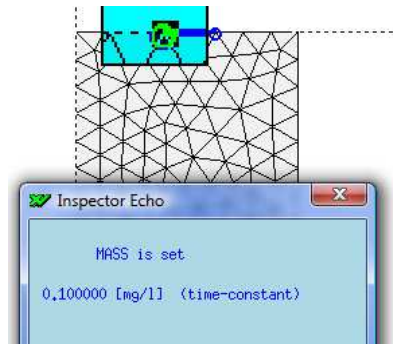 Inspector Echo
MASS is set
0.100000 [mg/l] (time-constant)